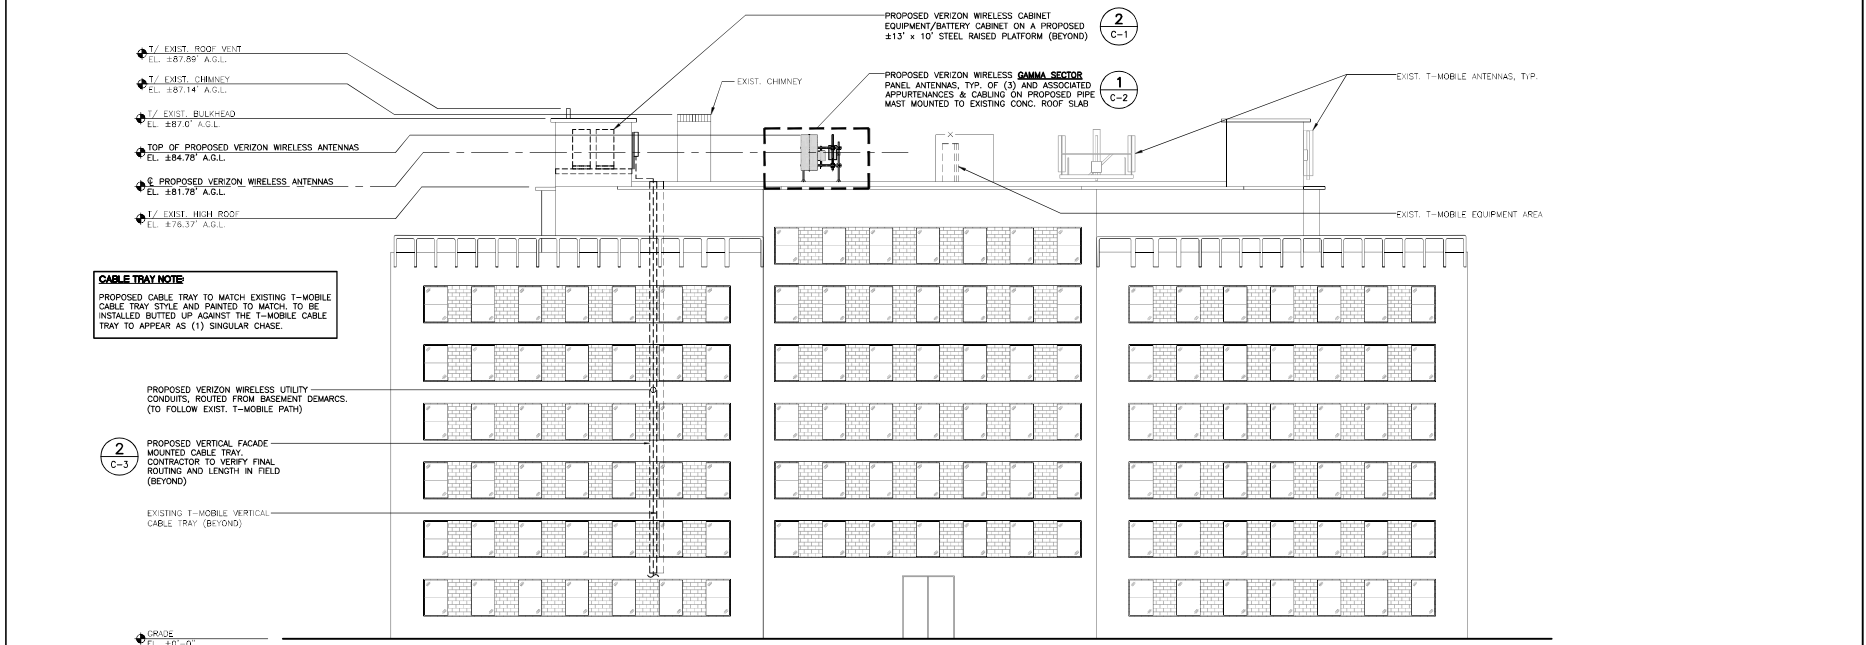 PROPOSED VERIZON WIRELESS CABINET
EQUIPMENT/BATTERY CABINET ON A PROPOSED
±13' x 10' STEEL RAISED PLATFORM (BEYOND)
2
C-1
T/ EXIST. ROOF VENT
EL. ±87.89' A.G.L.
T/ EXIST. CHIMNEY
EL. ±87.14' A.G.L.
T/ EXIST. BULKHEAD
EL. ±87.0' A.G.L.
TOP OF PROPOSED VERIZON WIRELESS ANTENNAS
EL. ±84.78' A.G.L.
℄ PROPOSED VERIZON WIRELESS ANTENNAS
EL. ±81.78' A.G.L.
T/ EXIST. HIGH ROOF
EL. ±76.37' A.G.L.
EXIST. CHIMNEY
PROPOSED VERIZON WIRELESS GAMMA SECTOR
PANEL ANTENNAS, TYP. OF (3) AND ASSOCIATED
APPURTENANCES & CABLING ON PROPOSED PIPE
MAST MOUNTED TO EXISTING CONC. ROOF SLAB
1
C-2
X
EXIST. T-MOBILE ANTENNAS, TYP.
EXIST. T-MOBILE EQUIPMENT AREA
CABLE TRAY NOTE:
PROPOSED CABLE TRAY TO MATCH EXISTING T-MOBILE
CABLE TRAY STYLE AND PAINTED TO MATCH. TO BE
INSTALLED BUTTED UP AGAINST THE T-MOBILE CABLE
TRAY TO APPEAR AS (1) SINGULAR CHASE.
PROPOSED VERIZON WIRELESS UTILITY
CONDUITS, ROUTED FROM BASEMENT DEMARCS.
(TO FOLLOW EXIST. T-MOBILE PATH)
2
C-3
PROPOSED VERTICAL FACADE
MOUNTED CABLE TRAY.
CONTRACTOR TO VERIFY FINAL
ROUTING AND LENGTH IN FIELD
(BEYOND)
EXISTING T-MOBILE VERTICAL
CABLE TRAY (BEYOND)
GRADE
EL. ±0'-0"